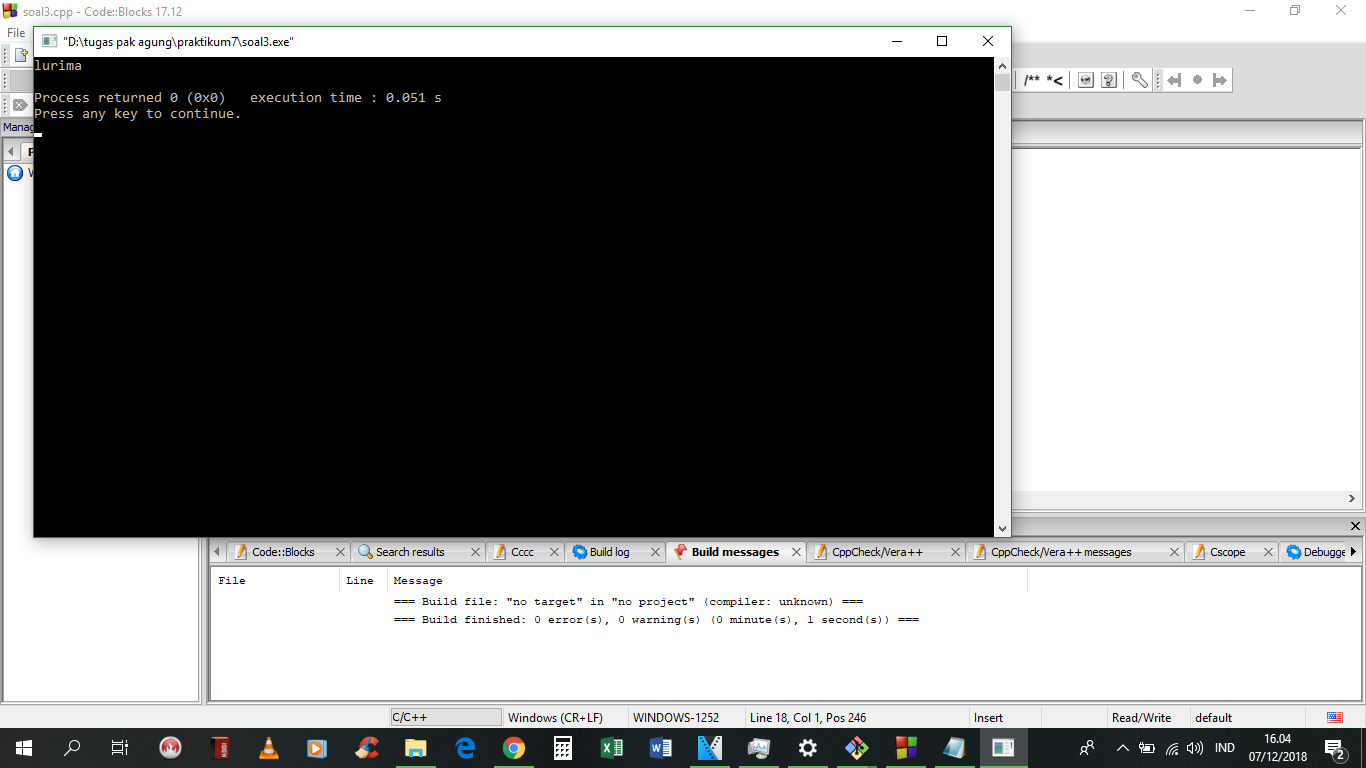 soal3.cpp - Code::Blocks 17.12
File
"D:\tugas pak agung\praktikum7\soal3.exe"
lurima
Process returned 0 (0x0)   execution time : 0.051 s
Press any key to continue.
/** *<
Manag
P
W
Code::Blocks
Search results
Cccc
Build log
Build messages
CppCheck/Vera++
CppCheck/Vera++ messages
Cscope
Debugge
File Line Message
=== Build file: "no target" in "no project" (compiler: unknown) ===
=== Build finished: 0 error(s), 0 warning(s) (0 minute(s), 1 second(s)) ===
C/C++ Windows (CR+LF) WINDOWS-1252 Line 18, Col 1, Pos 246 Insert Read/Write default
IND
16.04
07/12/2018
2